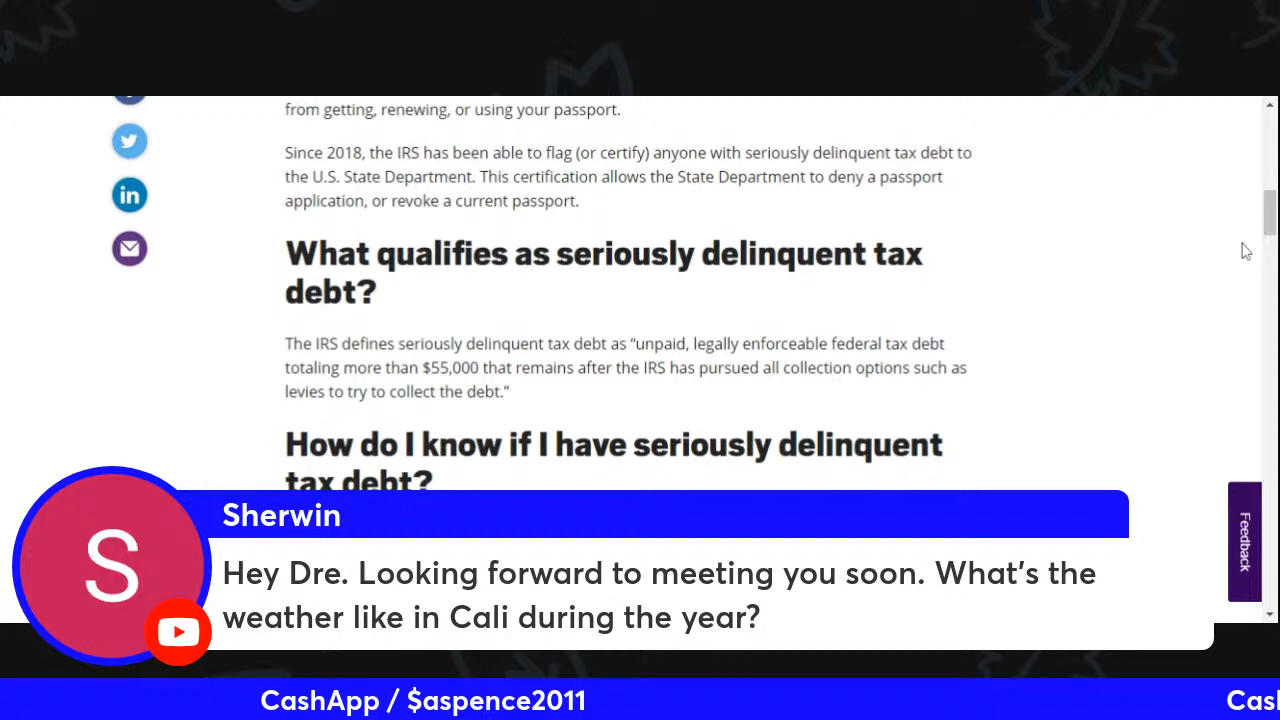 from getting, renewing, or using your passport.
Since 2018, the IRS has been able to flag (or certify) anyone with seriously delinquent tax debt to
the U.S. State Department. This certification allows the State Department to deny a passport
application, or revoke a current passport.
What qualifies as seriously delinquent tax
debt?
The IRS defines seriously delinquent tax debt as “unpaid, legally enforceable federal tax debt
totaling more than $55,000 that remains after the IRS has pursued all collection options such as
levies to try to collect the debt.”
How do I know if I have seriously delinquent
tax debt?
Feedback
S
Sherwin
Hey Dre. Looking forward to meeting you soon. What's the
weather like in Cali during the year?
CashApp / $aspence2011
Cas